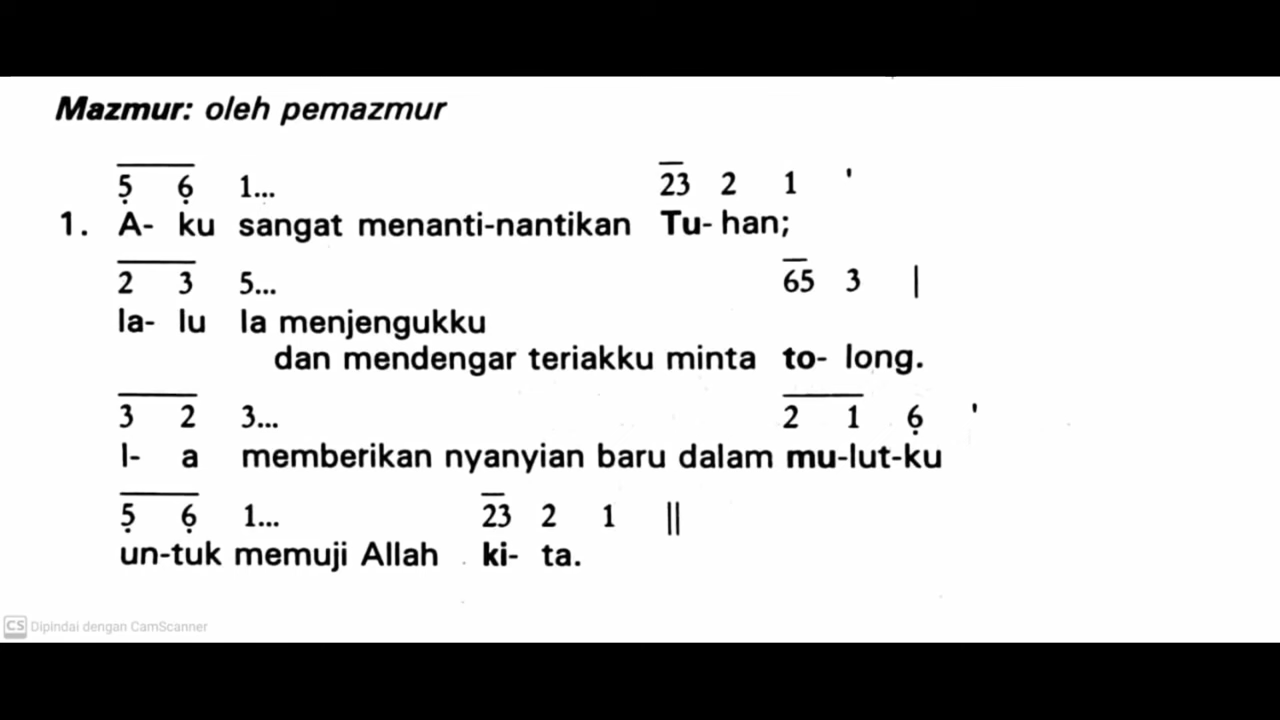 Mazmur: oleh pemazmur
5̣ 6̣ 1... 23 2 1 '
1. A- ku sangat menanti-nantikan Tu- han;
2 3 5... 65 3 |
la- lu Ia menjengukku
dan mendengar teriakku minta to- long.
3 2 3... 2 1 6̣ '
I- a memberikan nyanyian baru dalam mu-lut-ku
5̣ 6̣ 1... 23 2 1 ||
un-tuk memuji Allah ki- ta.
CS Dipindai dengan CamScanner